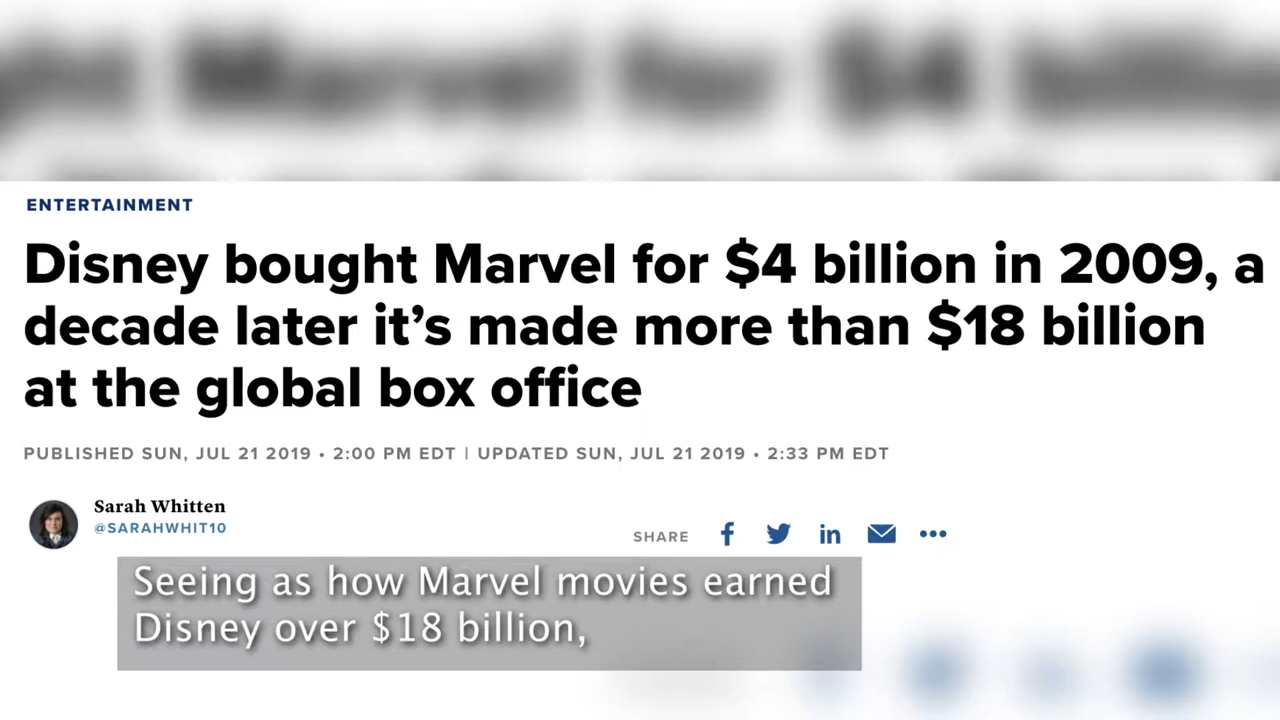 ENTERTAINMENT
Disney bought Marvel for $4 billion in 2009, a
decade later it’s made more than $18 billion
at the global box office
PUBLISHED SUN, JUL 21 2019 • 2:00 PM EDT | UPDATED SUN, JUL 21 2019 • 2:33 PM EDT
Sarah Whitten
@SARAHWHIT10
SHARE
Seeing as how Marvel movies earned
Disney over $18 billion,